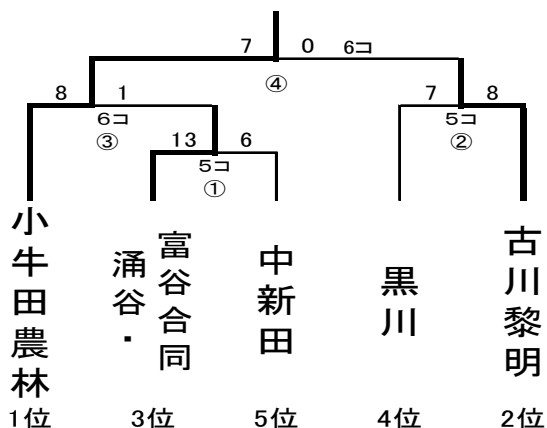 7 0 6コ
④
8 1
6コ
③
7 8
5コ
②
13 6
5コ
①
小牛田農林
涌谷・
富谷合同
中新田
黒川
古川黎明
1位 3位 5位 4位 2位